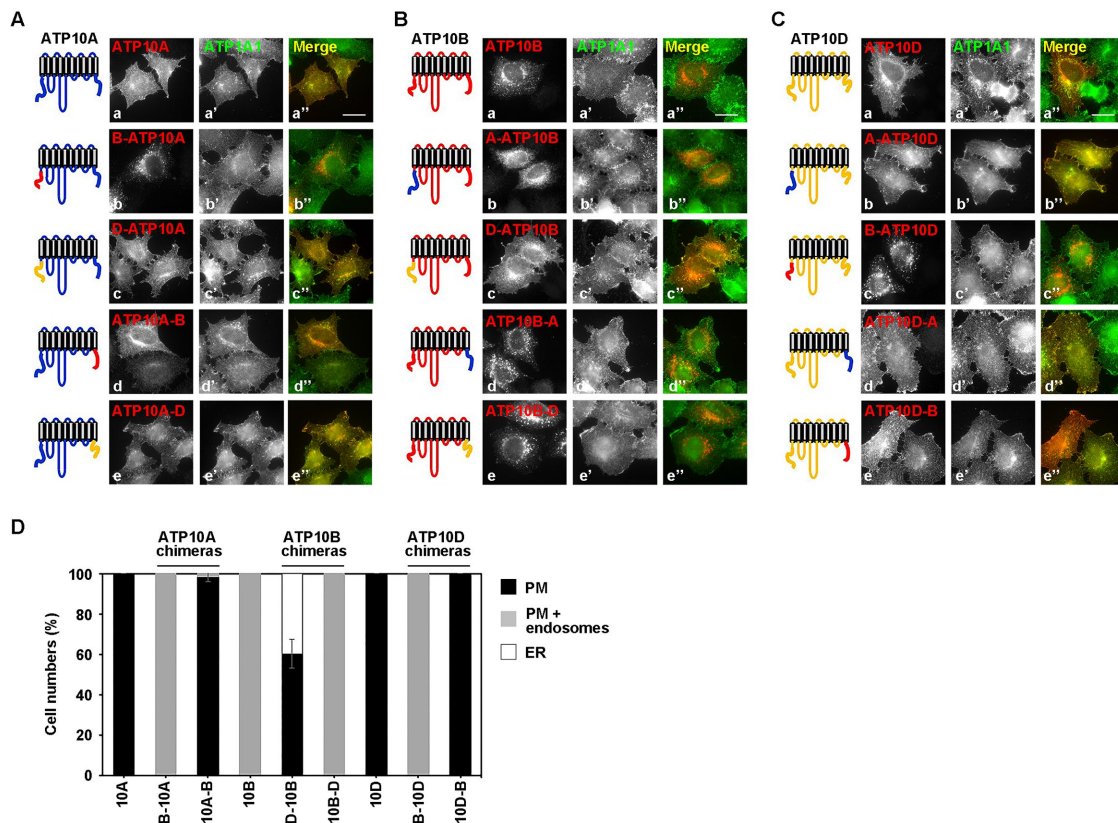 A
ATP10A
ATP10A
ATP1A1
Merge
a
a'
a''
B-ATP10A
b
b'
b''
D-ATP10A
c
c'
c''
ATP10A-B
d
d'
d''
ATP10A-D
e
e'
e''
B
ATP10B
ATP10B
ATP1A1
Merge
a
a'
a''
A-ATP10B
b
b'
b''
D-ATP10B
c
c'
c''
ATP10B-A
d
d'
d''
ATP10B-D
e
e'
e''
C
ATP10D
ATP10D
ATP1A1
Merge
a
a'
a''
A-ATP10D
b
b'
b''
B-ATP10D
c
c'
c''
ATP10D-A
d
d'
d''
ATP10D-B
e
e'
e''
D
ATP10A
chimeras
ATP10B
chimeras
ATP10D
chimeras
Cell numbers (%)
100
80
60
40
20
0
10A
B-10A
10A-B
10B
D-10B
10B-D
10D
B-10D
10D-B
PM
PM +
endosomes
ER